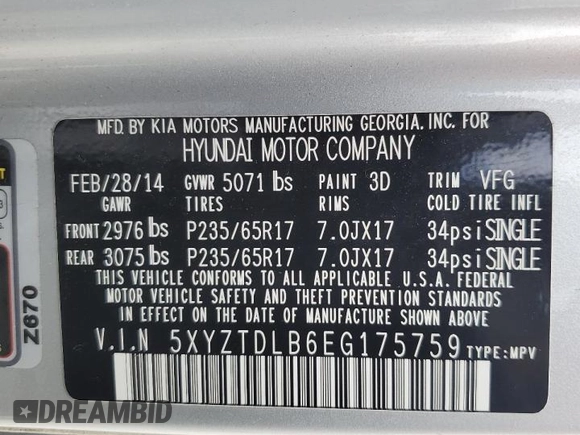 MFD. BY KIA MOTORS MANUFACTURING GEORGIA. INC. FOR
HYUNDAI MOTOR COMPANY
FEB/28/14 GVWR 5071 lbs PAINT 3D TRIM VFG
GAWR TIRES RIMS COLD TIRE INFL
FRONT 2976 lbs P235/65R17 7.0JX17 34psi SINGLE
REAR 3075 lbs P235/65R17 7.0JX17 34psi SINGLE
THIS VEHICLE CONFORMS TO ALL APPLICABLE U.S.A. FEDERAL
MOTOR VEHICLE SAFETY AND THEFT PREVENTION STANDARDS
IN EFFECT ON THE DATE OF MANUFACTURE SHOWN ABOVE.
V.I.N 5XYZTDLB6EG175759 TYPE:MPV
Z670
DREAMBID